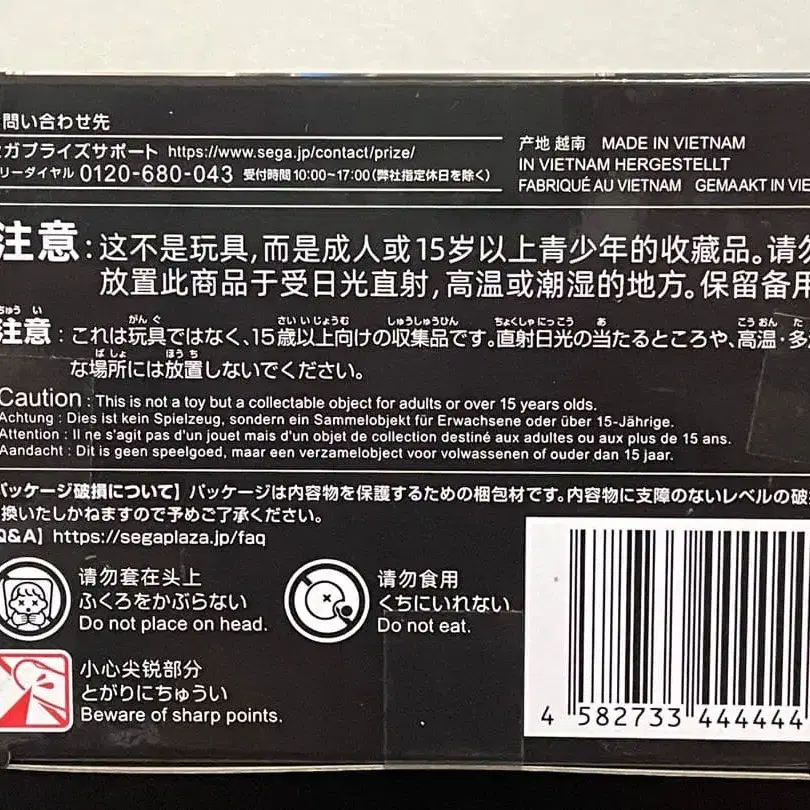 問い合わせ先
ガプライズサポート https://www.sega.jp/contact/prize/
リーダイヤル 0120-680-043 受付時間 10:00~17:00(弊社指定休日を除く)
产地 越南 MADE IN VIETNAM
IN VIETNAM HERGESTELLT
FABRIQUÉ AU VIETNAM GEMAAKT IN VIE
注意:这不是玩具,而是成人或15岁以上青少年的收藏品。请勿
放置此商品于受日光直射,高温或潮湿的地方。保留备用
注意:これは玩具ではなく、15歳以上向けの収集品です。直射日光の当たるところや、高温・多
な場所には放置しないでください。
Caution : This is not a toy but a collectable object for adults or over 15 years olds.
Achtung : Dies ist kein Spielzeug, sondern ein Sammelobjekt für Erwachsene oder über 15-Jährige.
Attention : Il ne s'agit pas d'un jouet mais d'un objet de collection destiné aux adultes ou aux plus de 15 ans.
Aandacht : Dit is geen speelgoed, maar een verzamelobject voor volwassenen of ouder dan 15 jaar.
パッケージ破損について】パッケージは内容物を保護するための梱包材です。内容物に支障のないレベルの破
換いたしかねますので予めご了承ください。
Q&A】https://segaplaza.jp/faq
请勿套在头上
ふくろをかぶらない
Do not place on head.
请勿食用
くちにいれない
Do not eat.
小心尖锐部分
とがりにちゅうい
Beware of sharp points.
4 582733 444444